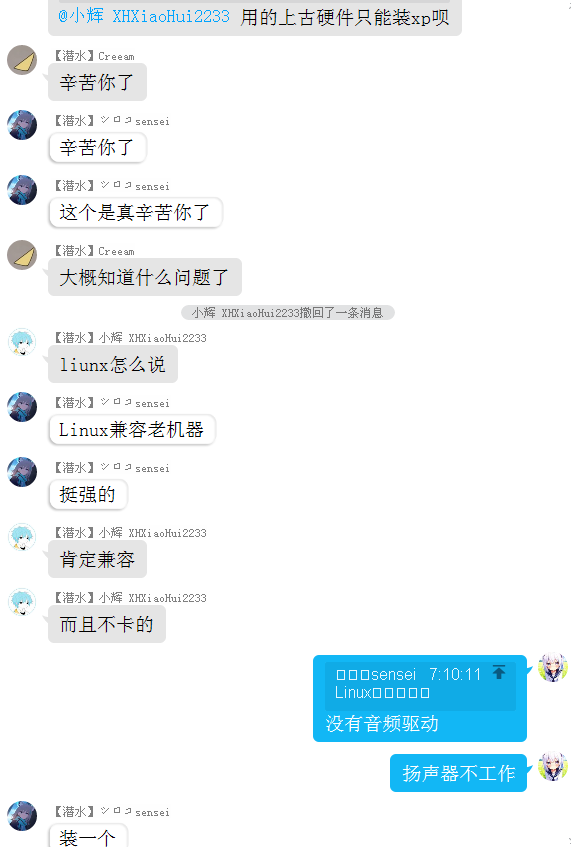 @小辉 XHXiaoHui2233 用的上古硬件只能装xp呗
【潜水】Creeam
辛苦你了
【潜水】シロコsensei
辛苦你了
【潜水】シロコsensei
这个是真辛苦你了
【潜水】Creeam
大概知道什么问题了
小辉 XHXiaoHui2233撤回了一条消息
【潜水】小辉 XHXiaoHui2233
liunx怎么说
【潜水】シロコsensei
Linux兼容老机器
【潜水】シロコsensei
挺强的
【潜水】小辉 XHXiaoHui2233
肯定兼容
【潜水】小辉 XHXiaoHui2233
而且不卡的
□□□sensei 7:10:11
Linux□□□□□
没有音频驱动
扬声器不工作
【潜水】シロコsensei
装一个